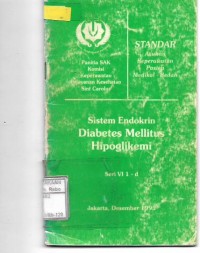 Panitia SAK
Komisi
Keperawatan
Pelayanan Kesehatan
Sint Carolus
STANDAR
Asuhan
Keperawatan
Pasien
Medikal - Bedah
Sistem Endokrin
Diabetes Mellitus
Hipoglikemi
Seri VI 1 - d
Jakarta, Desember